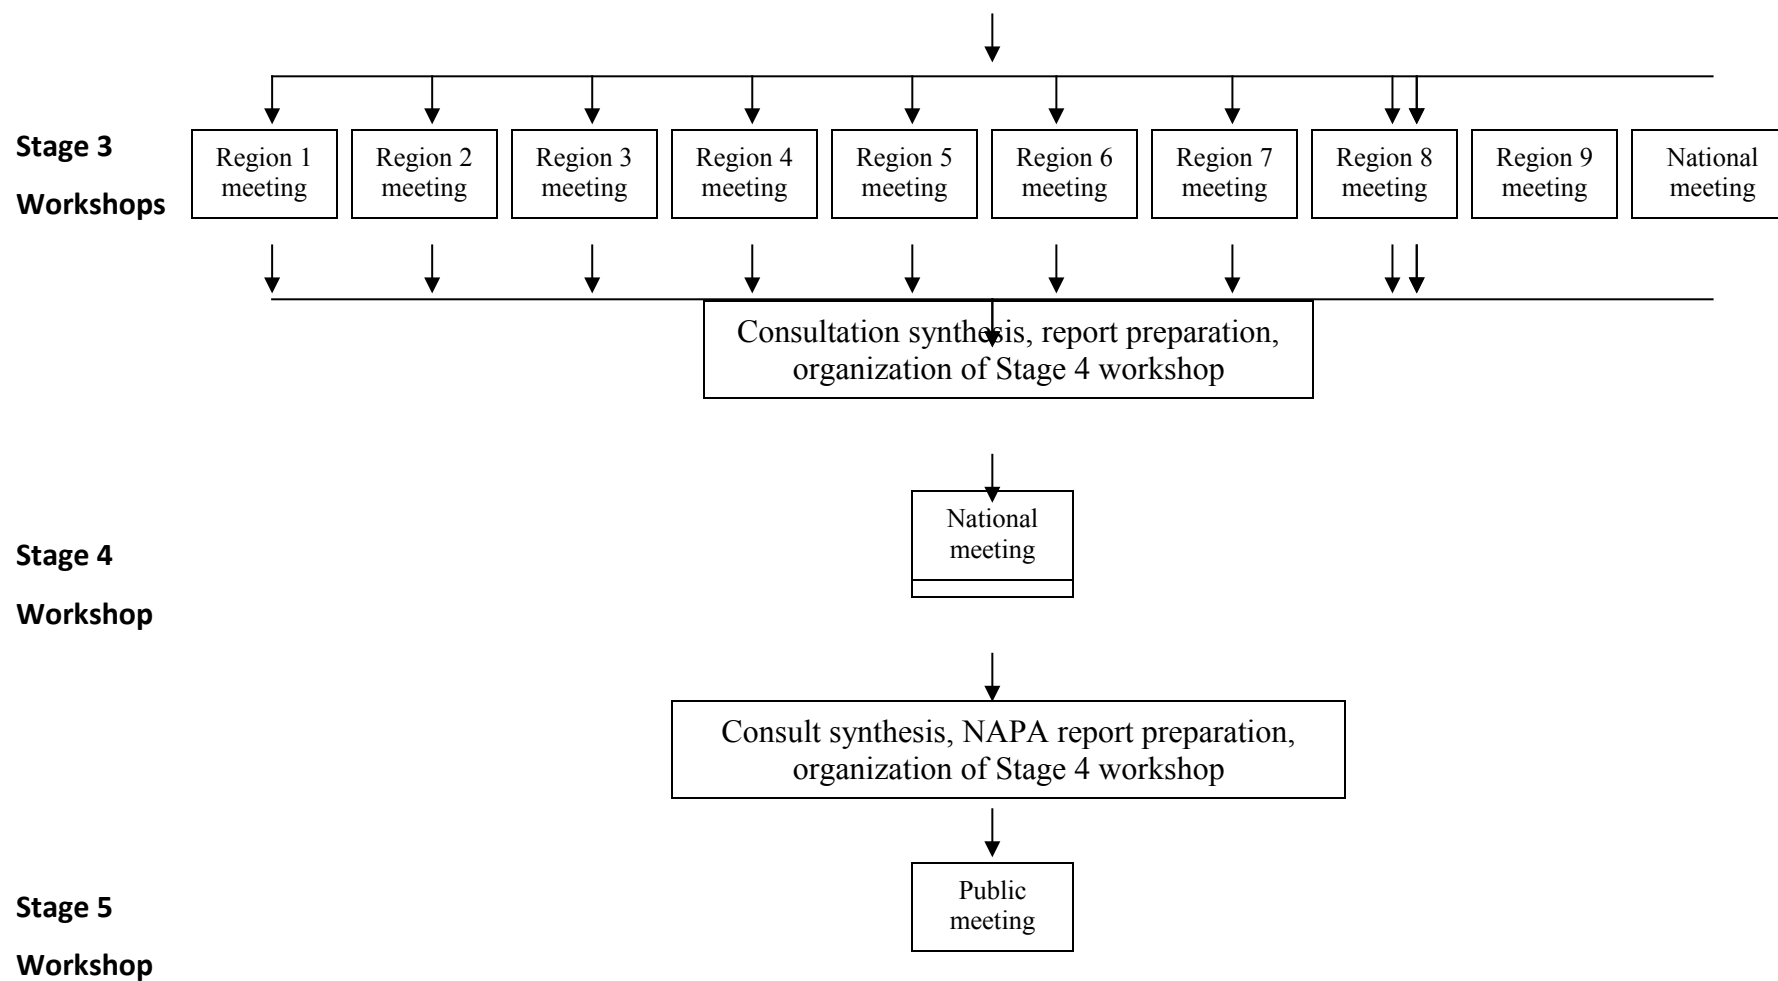 Stage 3
Workshops
Region 1
meeting
Region 2
meeting
Region 3
meeting
Region 4
meeting
Region 5
meeting
Region 6
meeting
Region 7
meeting
Region 8
meeting
Region 9
meeting
National
meeting
Consultation synthesis, report preparation,
organization of Stage 4 workshop
Stage 4
Workshop
National
meeting
Consult synthesis, NAPA report preparation,
organization of Stage 4 workshop
Stage 5
Workshop
Public
meeting